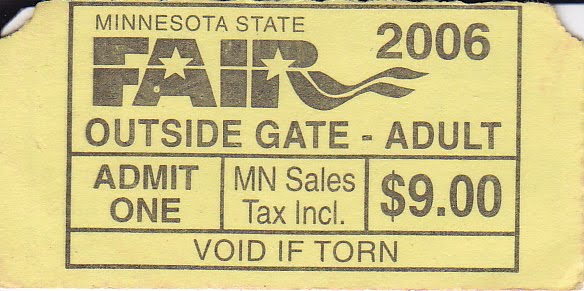 MINNESOTA STATE
FAIR
2006
OUTSIDE GATE - ADULT
ADMIT
ONE
MN Sales
Tax Incl.
$9.00
VOID IF TORN